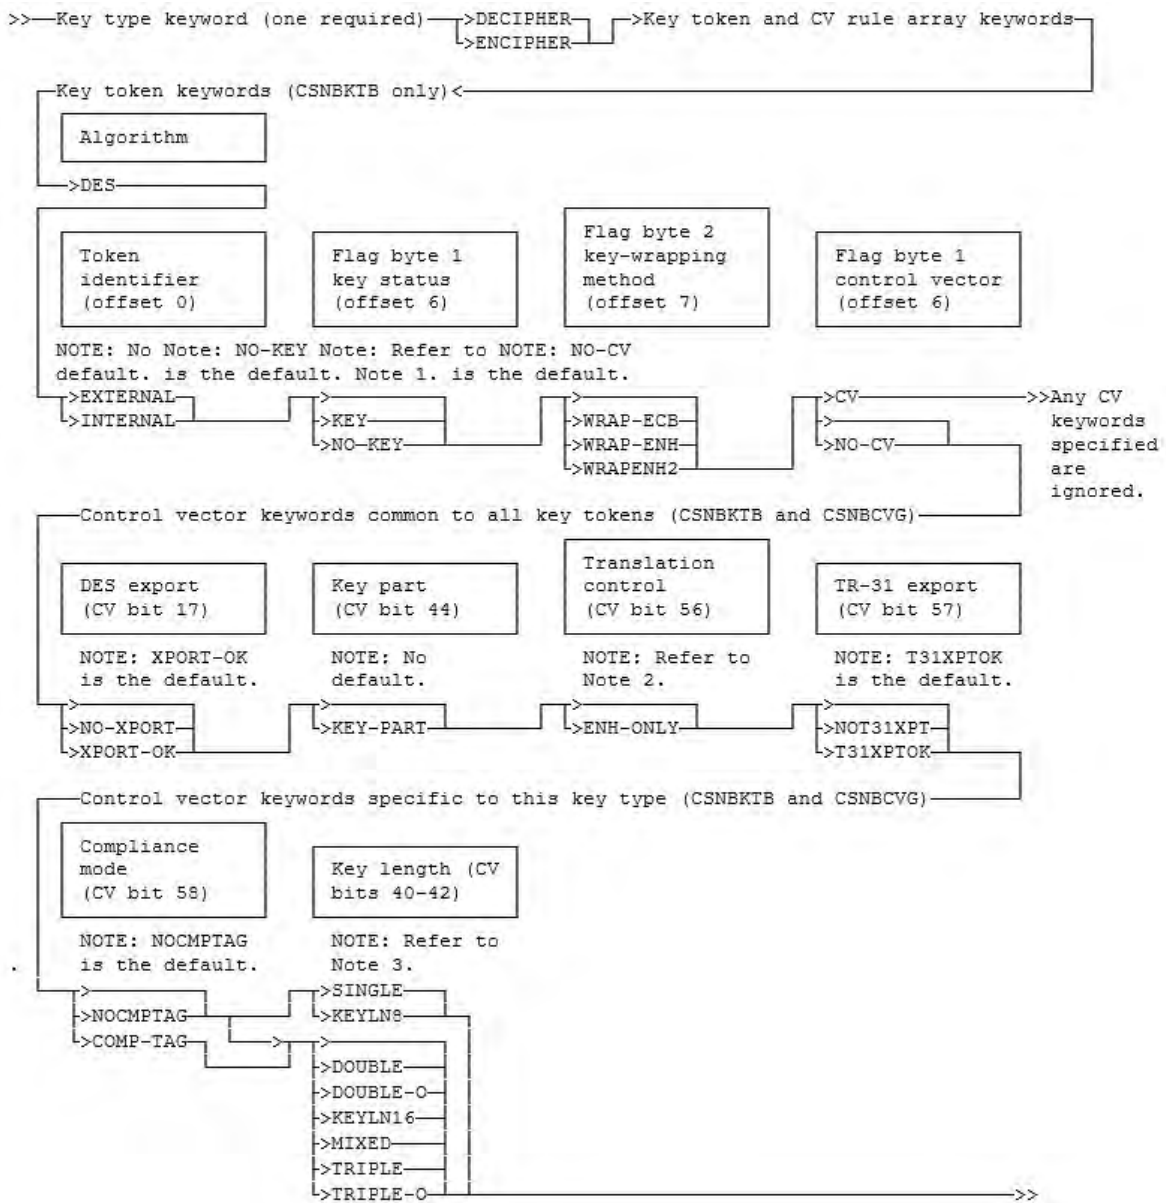 >>—Key type keyword (one required)—>DECIPHER— >Key token and CV rule array keywords
>ENCIPHER
Key token keywords (CSNBKTB only)<
Algorithm
>DES
Flag byte 2
Token Flag byte 1 key-wrapping Flag byte 1
identifier key status method control vector
(offset 0) (offset 6) (offset 7) (offset 6)
NOTE: No Note: NO-KEY Note: Refer to NOTE: NO-CV
default. is the default. Note 1. is the default.
>EXTERNAL > > >CV >>Any CV
>INTERNAL >KEY >WRAP-ECB > keywords
>NO-KEY >WRAP-ENH >NO-CV specified
>WRAPENH2 are
ignored.
Control vector keywords common to all key tokens (CSNBKTB and CSNBCVG)
Translation
DES export Key part control TR-31 export
(CV bit 17) (CV bit 44) (CV bit 56) (CV bit 57)
NOTE: XPORT-OK NOTE: No NOTE: Refer to NOTE: T31XPTOK
is the default. default. Note 2. is the default.
> > > >
>NO-XPORT >KEY-PART >ENH-ONLY >NOT31XPT
>XPORT-OK >T31XPTOK
Control vector keywords specific to this key type (CSNBKTB and CSNBCVG)
Compliance
mode Key length (CV
(CV bit 58) bits 40-42)
NOTE: NOCMPTAG NOTE: Refer to
. is the default. Note 3.
> >SINGLE
>NOCMPTAG >KEYLN8
>COMP-TAG > >
>DOUBLE
>DOUBLE-O
>KEYLN16
>MIXED
>TRIPLE
>TRIPLE-O >>